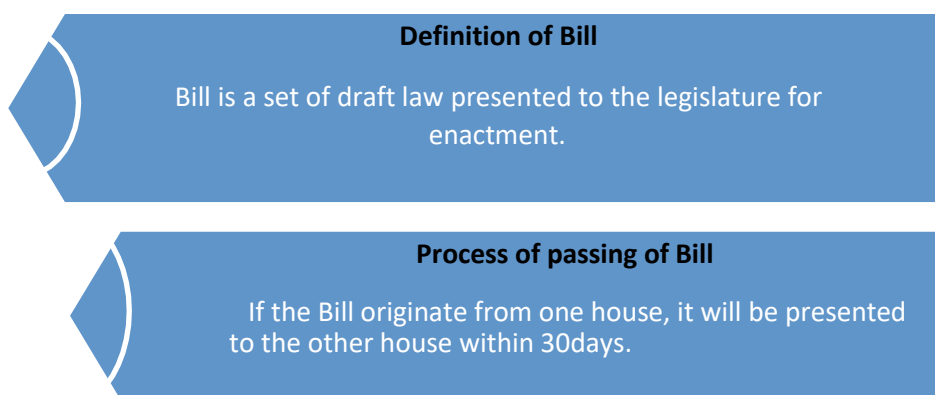 Definition of Bill
Bill is a set of draft law presented to the legislature for
enactment.
Process of passing of Bill
If the Bill originate from one house, it will be presented
to the other house within 30days.